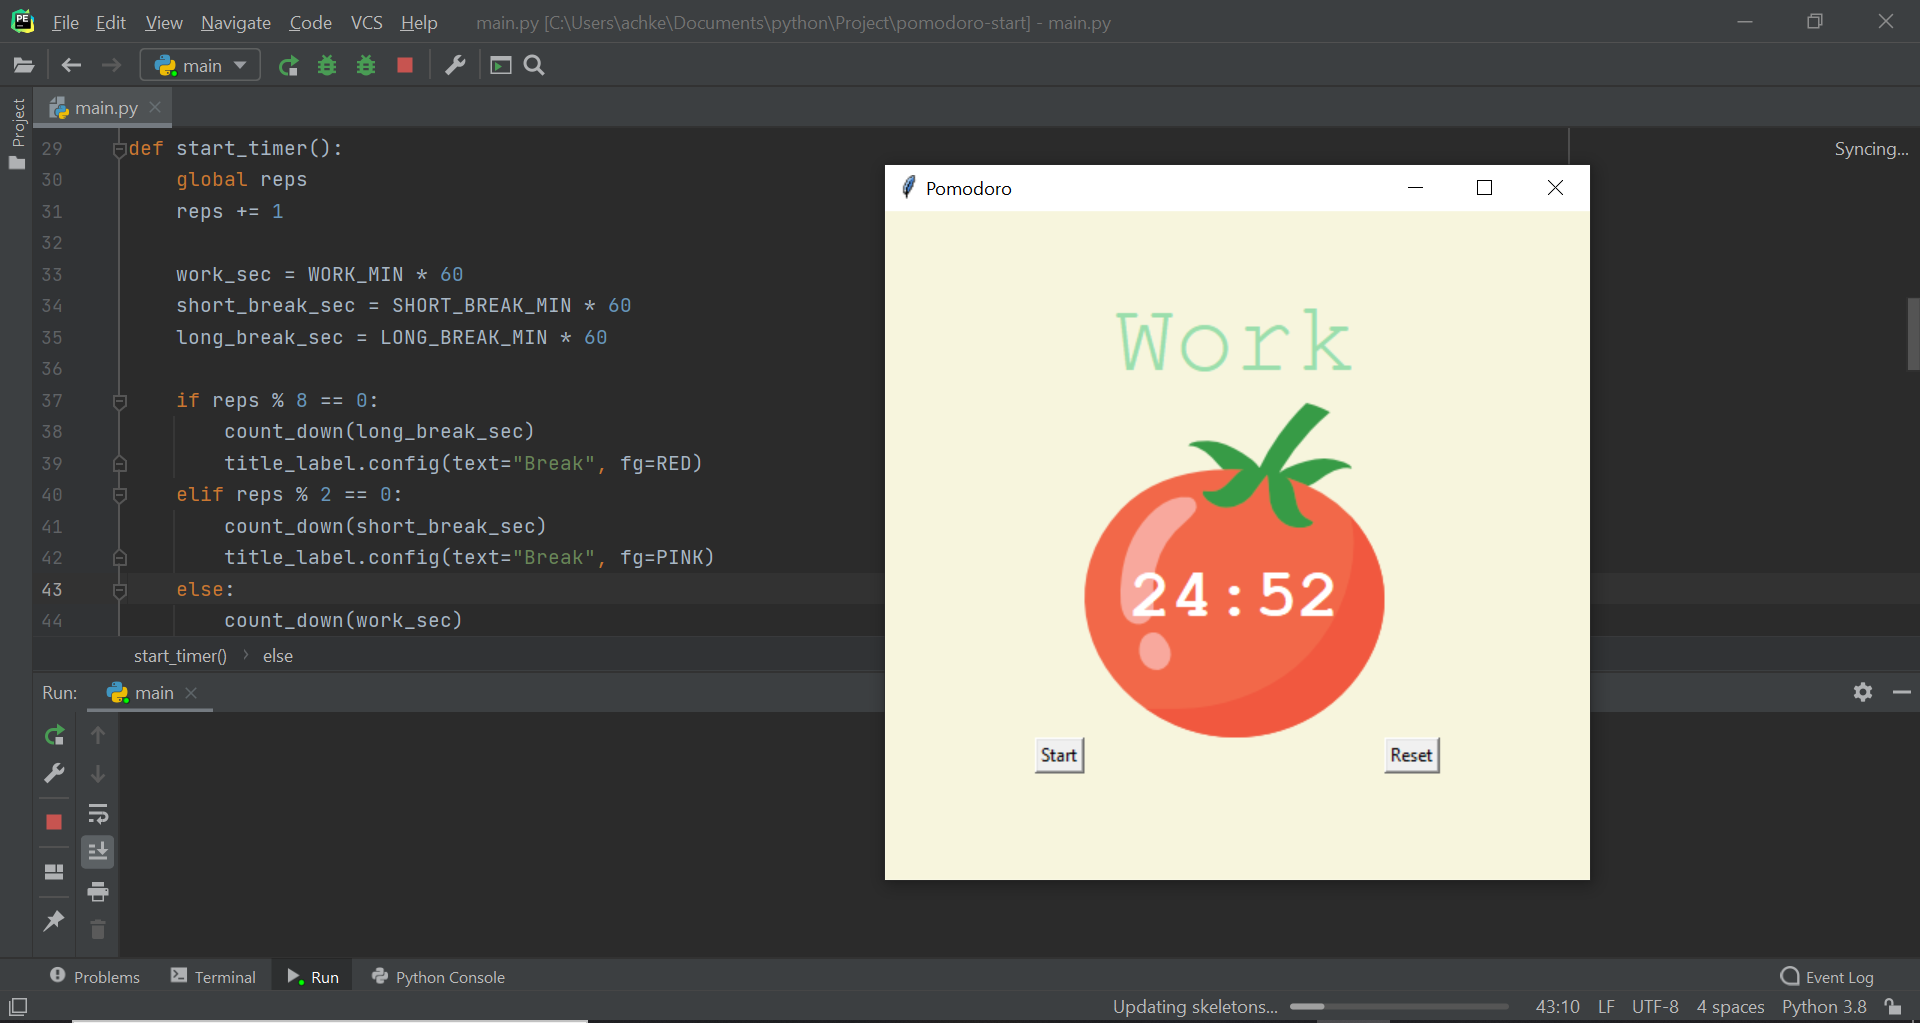 File Edit View Navigate Code VCS Help main.py [C:\Users\achke\Documents\python\Project\pomodoro-start] - main.py
main
main.py
Project
Syncing...
29 def start_timer():
30 global reps
31 reps += 1
32
33 work_sec = WORK_MIN * 60
34 short_break_sec = SHORT_BREAK_MIN * 60
35 long_break_sec = LONG_BREAK_MIN * 60
36
37 if reps % 8 == 0:
38 count_down(long_break_sec)
39 title_label.config(text="Break", fg=RED)
40 elif reps % 2 == 0:
41 count_down(short_break_sec)
42 title_label.config(text="Break", fg=PINK)
43 else:
44 count_down(work_sec)
start_timer() › else
Pomodoro
Work
24:52
Start Reset
Run: main
Problems Terminal Run Python Console Event Log
Updating skeletons... 43:10 LF UTF-8 4 spaces Python 3.8